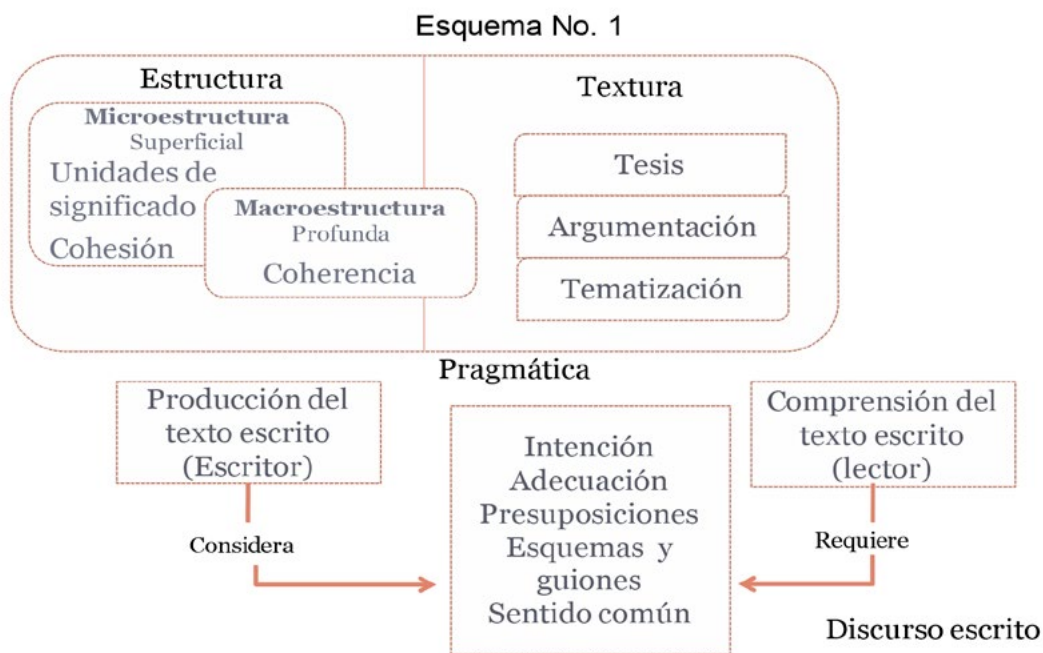 Esquema No. 1
Estructura
Microestructura
Superficial
Unidades de
significado
Cohesión
Macroestructura
Profunda
Coherencia
Textura
Tesis
Argumentación
Tematización
Pragmática
Producción del
texto escrito
(Escritor)
Considera
Intención
Adecuación
Presuposiciones
Esquemas y
guiones
Sentido común
Comprensión del
texto escrito
(lector)
Requiere
Discurso escrito